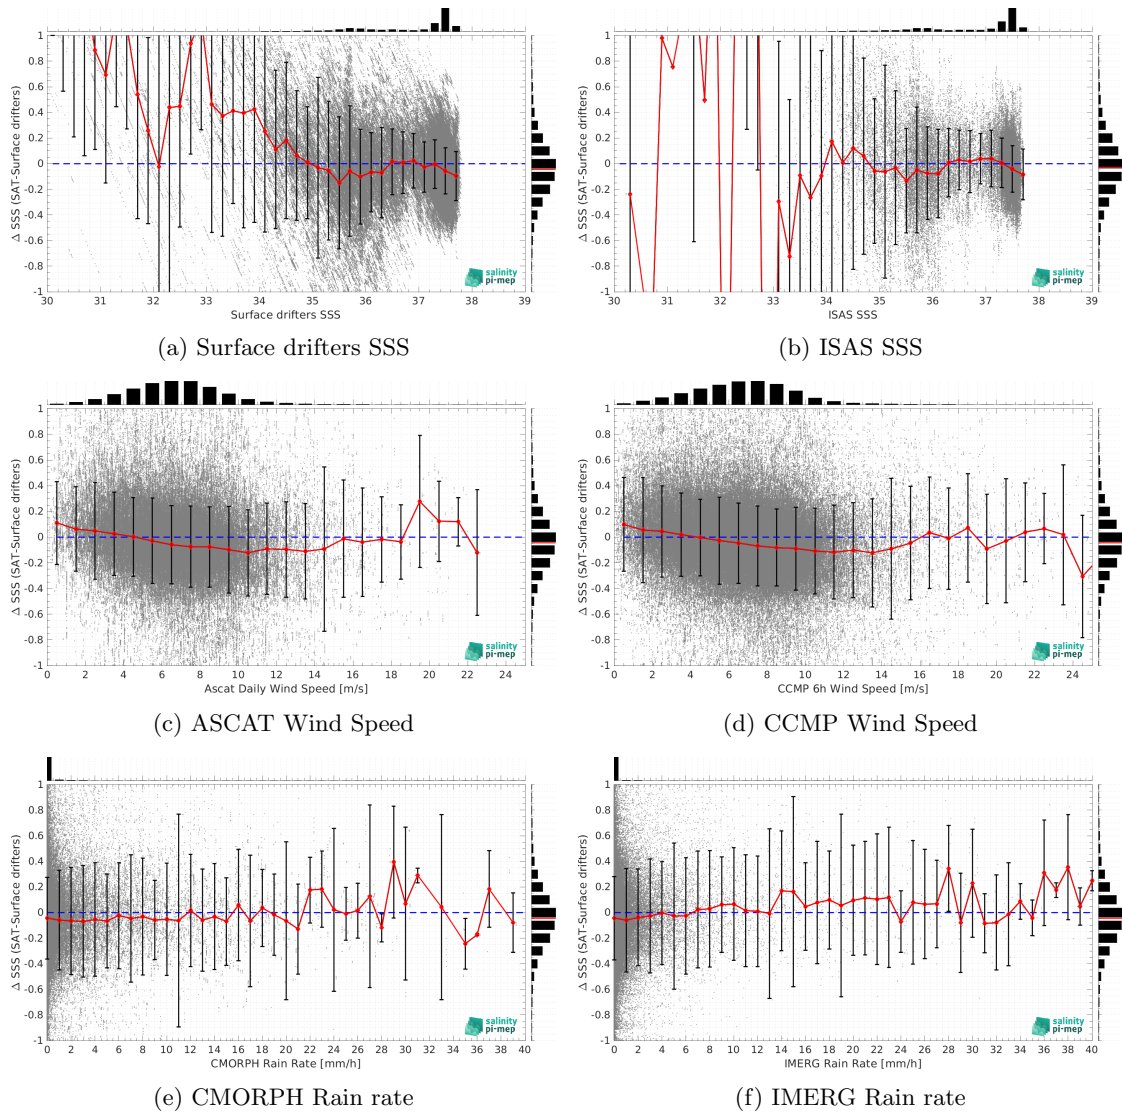 Δ SSS (SAT-Surface drifters)
1
0.8
0.6
0.4
0.2
0
-0.2
-0.4
-0.6
-0.8
-1
30 31 32 33 34 35 36 37 38 39
Surface drifters SSS
salinity
pi-mep
(a) Surface drifters SSS
Δ SSS (SAT-Surface drifters)
1
0.8
0.6
0.4
0.2
0
-0.2
-0.4
-0.6
-0.8
-1
30 31 32 33 34 35 36 37 38 39
ISAS SSS
salinity
pi-mep
(b) ISAS SSS
Δ SSS (SAT-Surface drifters)
1
0.8
0.6
0.4
0.2
0
-0.2
-0.4
-0.6
-0.8
-1
0 2 4 6 8 10 12 14 16 18 20 22 24
Ascat Daily Wind Speed [m/s]
salinity
pi-mep
(c) ASCAT Wind Speed
Δ SSS (SAT-Surface drifters)
1
0.8
0.6
0.4
0.2
0
-0.2
-0.4
-0.6
-0.8
-1
0 2 4 6 8 10 12 14 16 18 20 22 24
CCMP 6h Wind Speed [m/s]
salinity
pi-mep
(d) CCMP Wind Speed
Δ SSS (SAT-Surface drifters)
1
0.8
0.6
0.4
0.2
0
-0.2
-0.4
-0.6
-0.8
-1
0 2 4 6 8 10 12 14 16 18 20 22 24 26 28 30 32 34 36 38 40
CMORPH Rain Rate [mm/h]
salinity
pi-mep
(e) CMORPH Rain rate
Δ SSS (SAT-Surface drifters)
1
0.8
0.6
0.4
0.2
0
-0.2
-0.4
-0.6
-0.8
-1
0 2 4 6 8 10 12 14 16 18 20 22 24 26 28 30 32 34 36 38 40
IMERG Rain Rate [mm/h]
salinity
pi-mep
(f) IMERG Rain rate